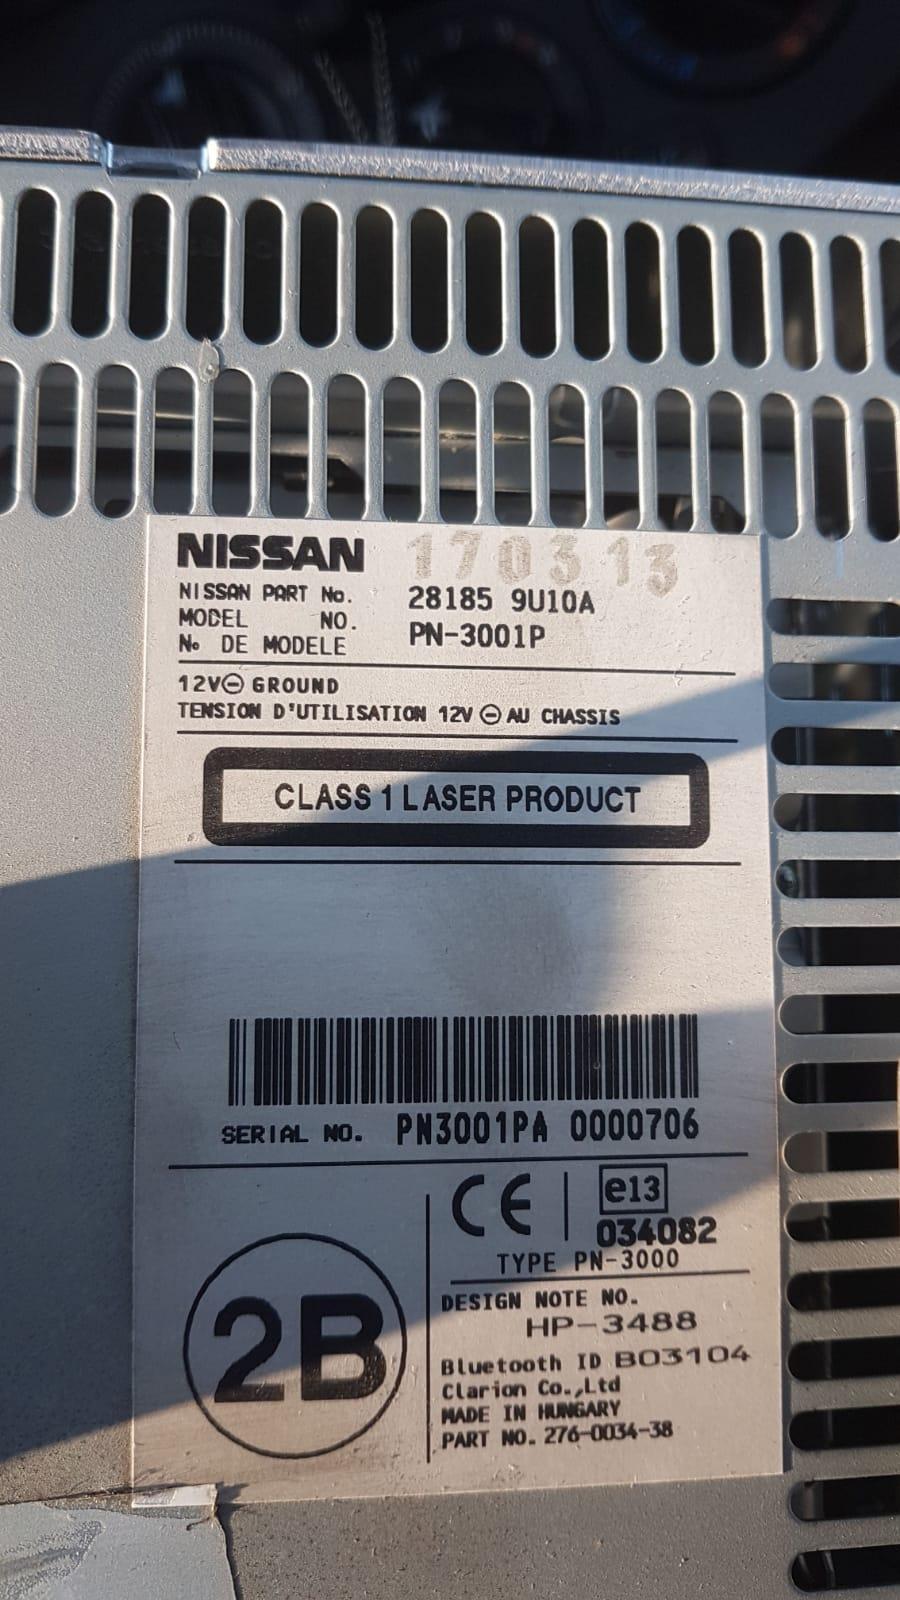 NISSAN 170313
NISSAN PART No. 28185 9U10A
MODEL NO. PN-3001P
No DE MODELE
12V⊖ GROUND
TENSION D'UTILISATION 12V ⊖ AU CHASSIS
CLASS 1 LASER PRODUCT
SERIAL NO. PN3001PA 0000706
CE e13
034082
TYPE PN-3000
2B
DESIGN NOTE NO.
HP-3488
Bluetooth ID B03104
Clarion Co.,Ltd
MADE IN HUNGARY
PART NO. 276-0034-38